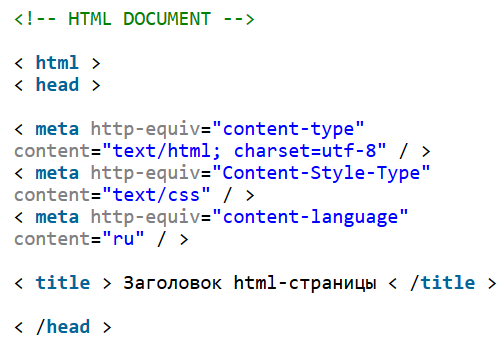 <!-- HTML DOCUMENT -->
< html >
< head >
< meta http-equiv="content-type"
content="text/html; charset=utf-8" / >
< meta http-equiv="Content-Style-Type"
content="text/css" / >
< meta http-equiv="content-language"
content="ru" / >
< title > Заголовок html-страницы < /title >
< /head >